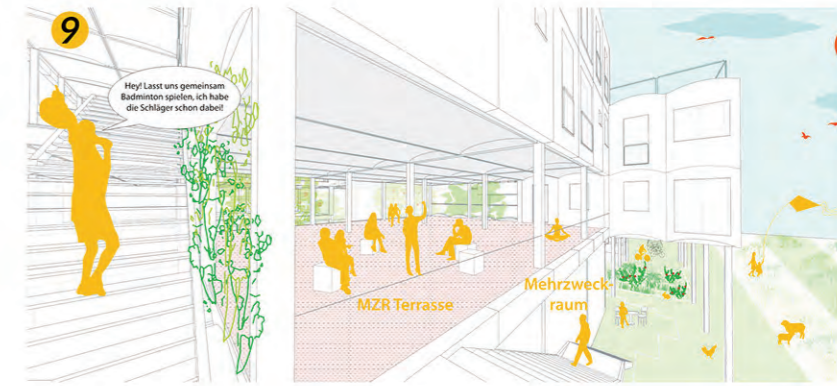 9
Hey! Lasst uns gemeinsam
Badminton spielen, ich habe
die Schläger schon dabei!
MZR Terrasse
Mehrzweck-
raum